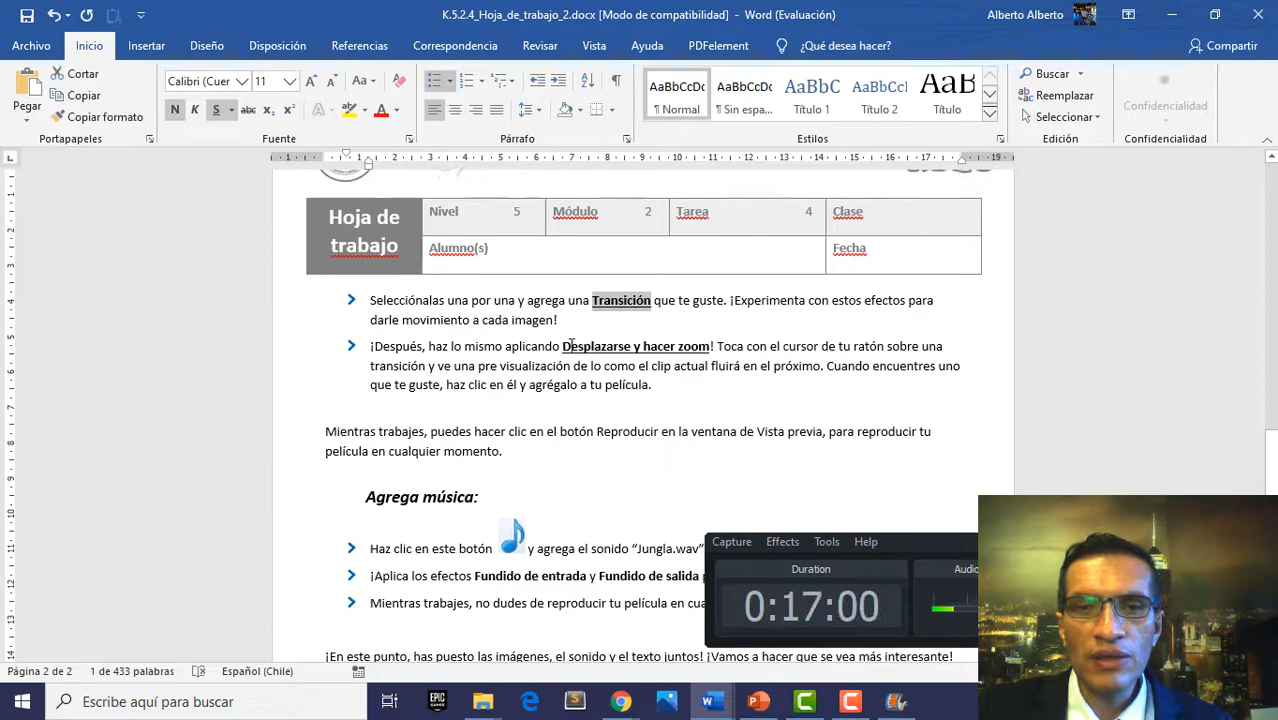 K.5.2.4_Hoja_de_trabajo_2.docx [Modo de compatibilidad] - Word (Evaluación)
Alberto Alberto
Archivo Inicio Insertar Diseño Disposición Referencias Correspondencia Revisar Vista Ayuda PDFelement ¿Qué desea hacer? Compartir
Pegar
Cortar
Copiar
Copiar formato
Calibri (Cuer 11
N K S abc
AaBbCcDc AaBbCcDc AaBbC AaBbCcI AaBbC
¶ Normal ¶ Sin espa... Título 1 Título 2 Título
Buscar
Reemplazar
Seleccionar
Confidencialidad
Portapapeles Fuente Párrafo Estilos Edición Confidencialidad
Hoja de trabajo
Nivel 5 Módulo 2 Tarea 4 Clase
Alumno(s) Fecha
Selecciónalas una por una y agrega una Transición que te guste. ¡Experimenta con estos efectos para
darle movimiento a cada imagen!
¡Después, haz lo mismo aplicando Desplazarse y hacer zoom! Toca con el cursor de tu ratón sobre una
transición y ve una pre visualización de lo como el clip actual fluirá en el próximo. Cuando encuentres uno
que te guste, haz clic en él y agrégalo a tu película.
Mientras trabajes, puedes hacer clic en el botón Reproducir en la ventana de Vista previa, para reproducir tu
película en cualquier momento.
Agrega música:
Haz clic en este botón y agrega el sonido “Jungla.wav”
¡Aplica los efectos Fundido de entrada y Fundido de salida
Mientras trabajes, no dudes de reproducir tu película en
¡En este punto, has puesto las imágenes, el sonido y el texto juntos! ¡Vamos a hacer que se vea más interesante!
Capture Effects Tools Help
Duration
Audio
0:17:00
Página 2 de 2 1 de 433 palabras Español (Chile)
Escribe aquí para buscar
EPIC GAMES